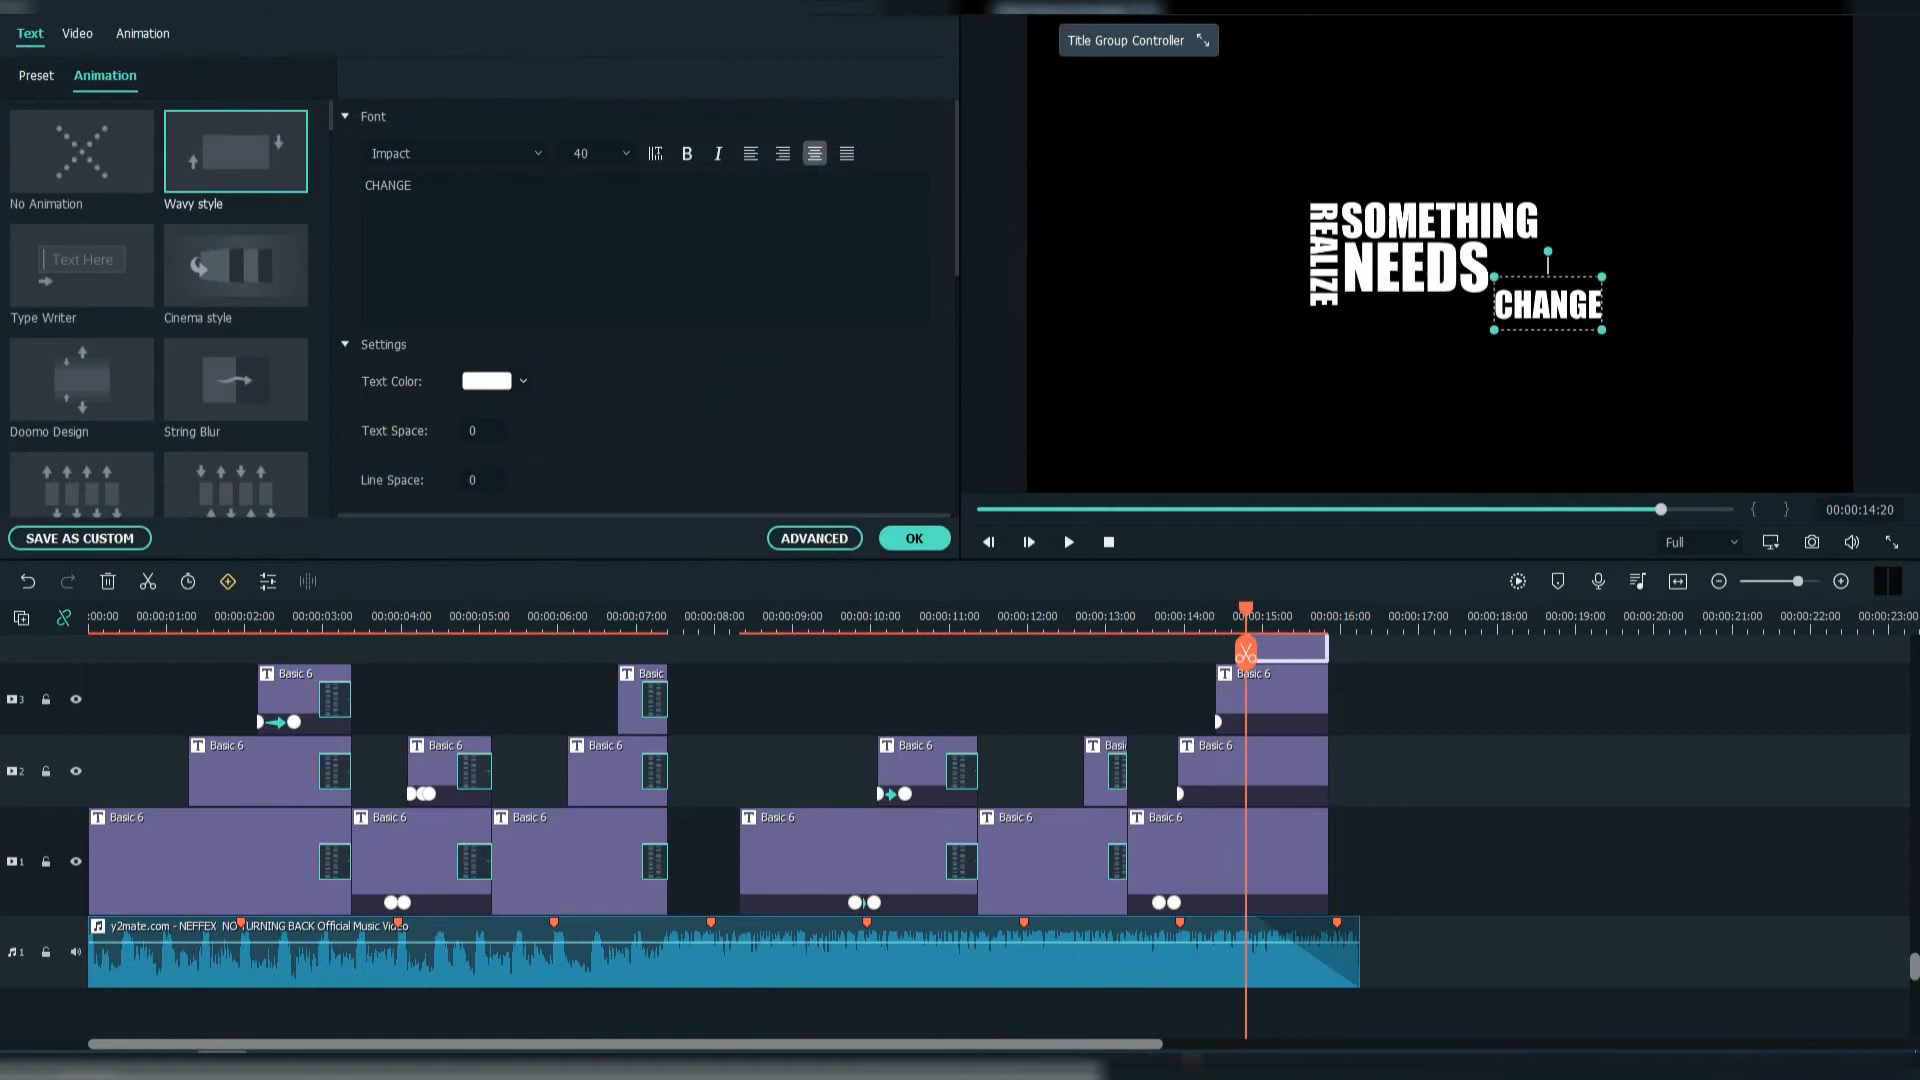 Text Video Animation
Title Group Controller
Preset Animation
Font
Impact 40 B I
CHANGE
No Animation Wavy style
Text Here
Type Writer Cinema style
Doomo Design String Blur
Settings
Text Color:
Text Space: 0
Line Space: 0
REALIZE
SOMETHING
NEEDS
CHANGE
{ } 00:00:14:20
SAVE AS CUSTOM ADVANCED OK
Full
:00:00 00:00:01:00 00:00:02:00 00:00:03:00 00:00:04:00 00:00:05:00 00:00:06:00 00:00:07:00 00:00:08:00 00:00:09:00 00:00:10:00 00:00:11:00 00:00:12:00 00:00:13:00 00:00:14:00 00:00:15:00 00:00:16:00 00:00:17:00 00:00:18:00 00:00:19:00 00:00:20:00 00:00:21:00 00:00:22:00 00:00:23:00
3 T Basic 6 T Basic T Basic 6
2 T Basic 6 T Basic 6 T Basic 6 T Basic 6 T Basi T Basic 6
1 T Basic 6 T Basic 6 T Basic 6 T Basic 6 T Basic 6 T Basic 6
y2mate.com - NEFFEX NO TURNING BACK Official Music Video
1